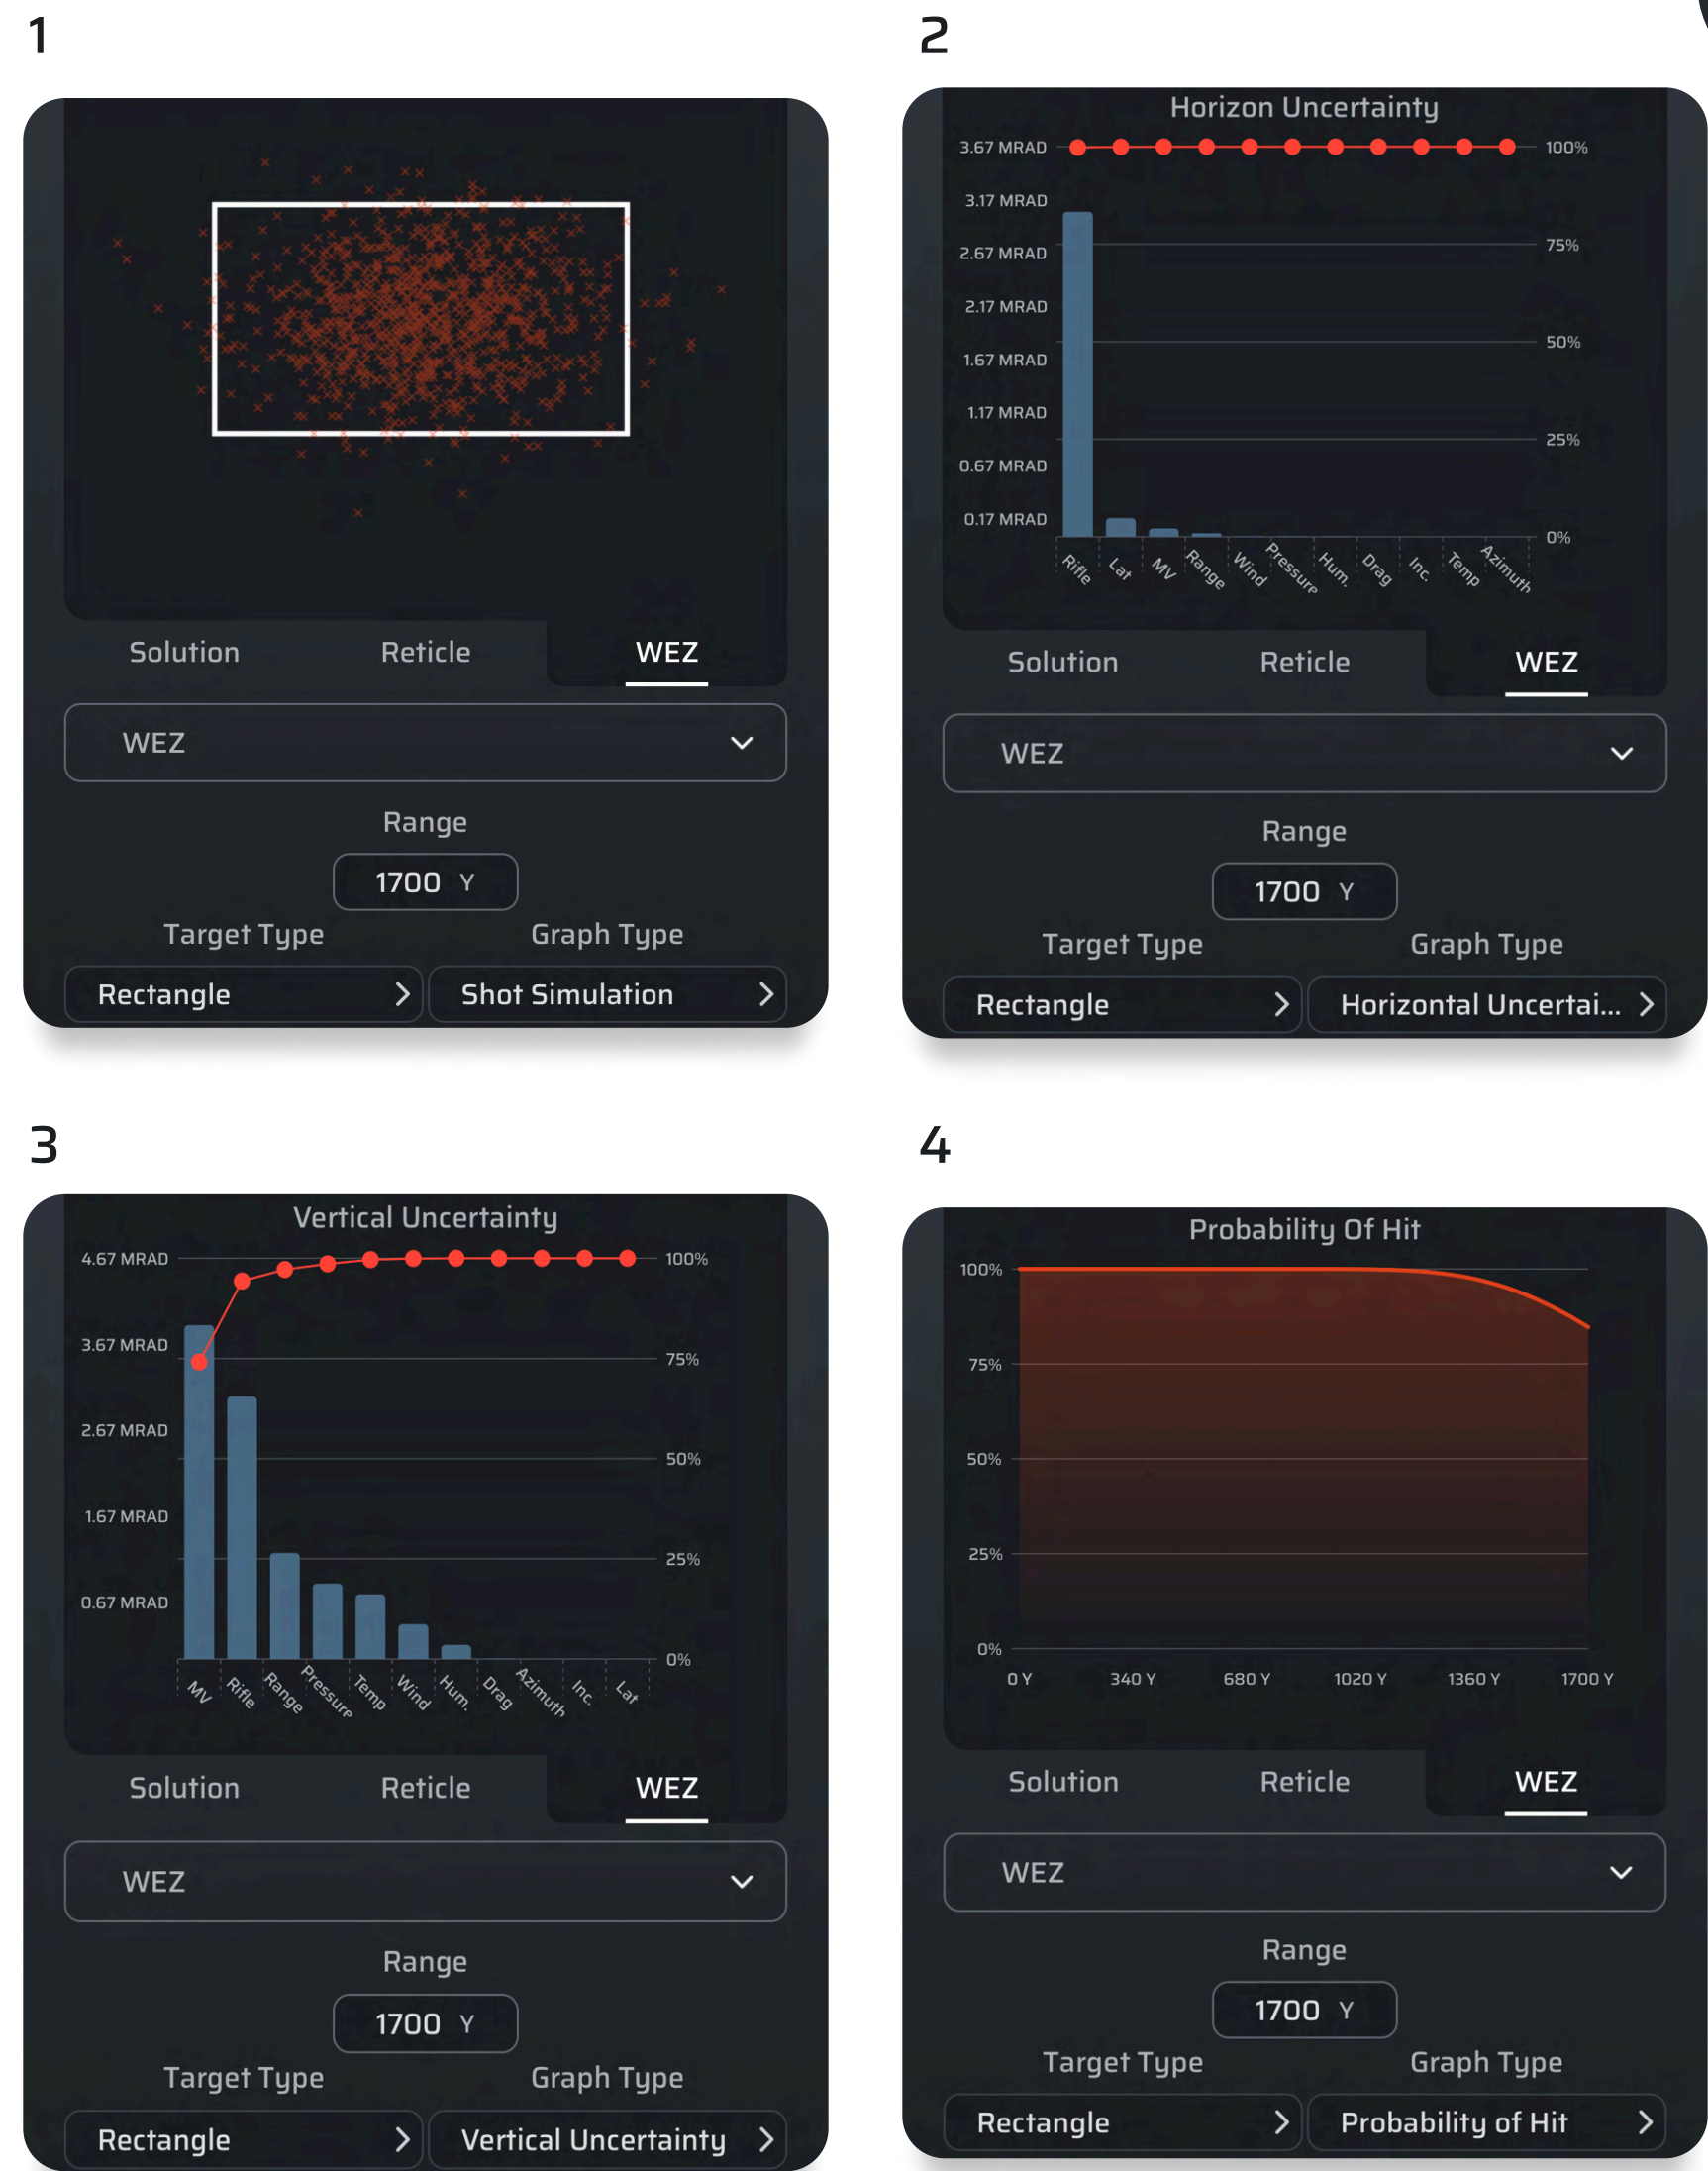 1
Solution Reticle WEZ
WEZ
Range
1700 Y
Target Type Graph Type
Rectangle Shot Simulation
2
Horizon Uncertainty
3.67 MRAD 100%
3.17 MRAD
75%
2.67 MRAD
2.17 MRAD
50%
1.67 MRAD
1.17 MRAD
25%
0.67 MRAD
0.17 MRAD
0%
Rifle Lat MV Range Wind Pressure Hum. Drag Inc. Temp Azimuth
Solution Reticle WEZ
WEZ
Range
1700 Y
Target Type Graph Type
Rectangle Horizontal Uncertai...
3
Vertical Uncertainty
4.67 MRAD 100%
3.67 MRAD
75%
2.67 MRAD
50%
1.67 MRAD
25%
0.67 MRAD
0%
MV Rifle Range Pressure Temp Wind Hum. Drag Azimuth Inc. Lat
Solution Reticle WEZ
WEZ
Range
1700 Y
Target Type Graph Type
Rectangle Vertical Uncertainty
4
Probability Of Hit
100%
75%
50%
25%
0%
0 Y 340 Y 680 Y 1020 Y 1360 Y 1700 Y
Solution Reticle WEZ
WEZ
Range
1700 Y
Target Type Graph Type
Rectangle Probability of Hit